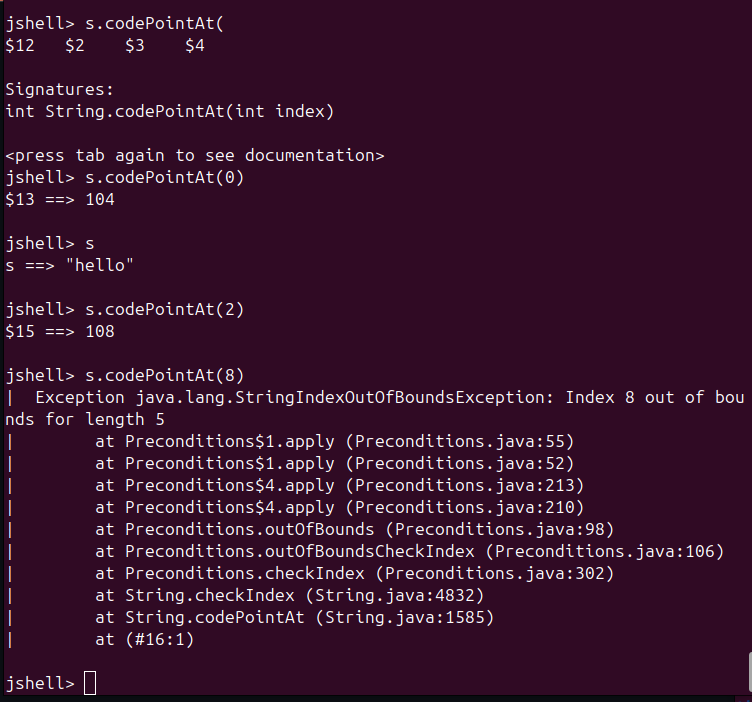 jshell> s.codePointAt(
$12   $2    $3    $4

Signatures:
int String.codePointAt(int index)

<press tab again to see documentation>
jshell> s.codePointAt(0)
$13 ==> 104

jshell> s
s ==> "hello"

jshell> s.codePointAt(2)
$15 ==> 108

jshell> s.codePointAt(8)
|  Exception java.lang.StringIndexOutOfBoundsException: Index 8 out of bou
nds for length 5
|        at Preconditions$1.apply (Preconditions.java:55)
|        at Preconditions$1.apply (Preconditions.java:52)
|        at Preconditions$4.apply (Preconditions.java:213)
|        at Preconditions$4.apply (Preconditions.java:210)
|        at Preconditions.outOfBounds (Preconditions.java:98)
|        at Preconditions.outOfBoundsCheckIndex (Preconditions.java:106)
|        at Preconditions.checkIndex (Preconditions.java:302)
|        at String.checkIndex (String.java:4832)
|        at String.codePointAt (String.java:1585)
|        at (#16:1)

jshell>